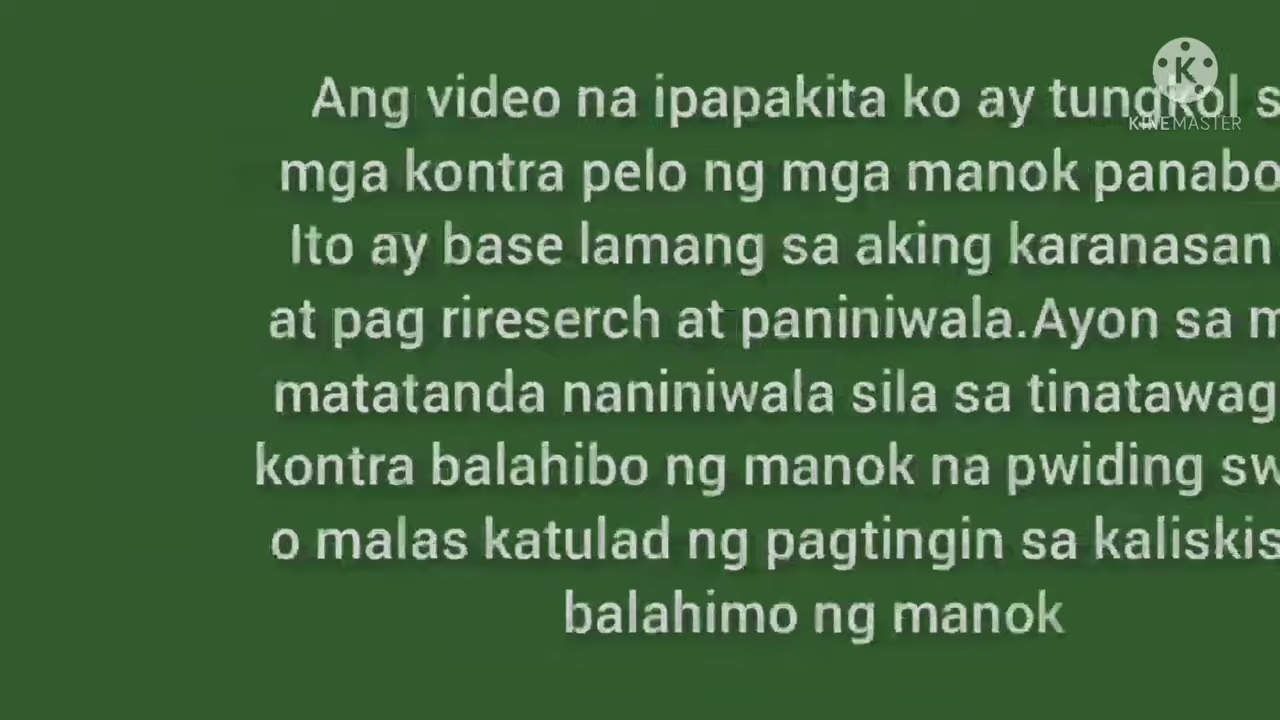 Ang video na ipapakita ko ay tungkol s
mga kontra pelo ng mga manok panabo
Ito ay base lamang sa aking karanasan
at pag rireserch at paniniwala.Ayon sa m
matatanda naniniwala sila sa tinatawag
kontra balahibo ng manok na pwiding sw
o malas katulad ng pagtingin sa kaliskis
balahimo ng manok
KINEMASTER